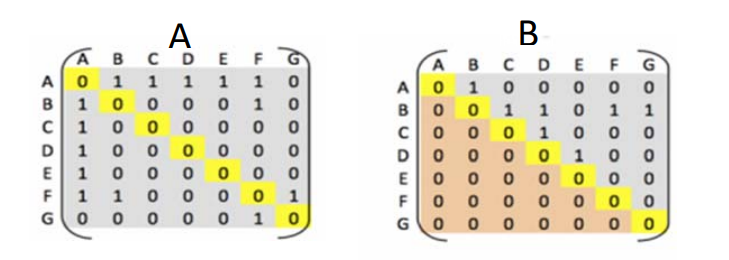 A B
A B C D E F G A B C D E F G
A 0 1 1 1 1 1 0 A 0 1 0 0 0 0 0
B 1 0 0 0 0 1 0 B 0 0 1 1 0 1 1
C 1 0 0 0 0 0 0 C 0 0 0 1 0 0 0
D 1 0 0 0 0 0 0 D 0 0 0 0 1 0 0
E 1 0 0 0 0 0 0 E 0 0 0 0 0 0 0
F 1 1 0 0 0 0 1 F 0 0 0 0 0 0 0
G 0 0 0 0 0 1 0 G 0 0 0 0 0 0 0